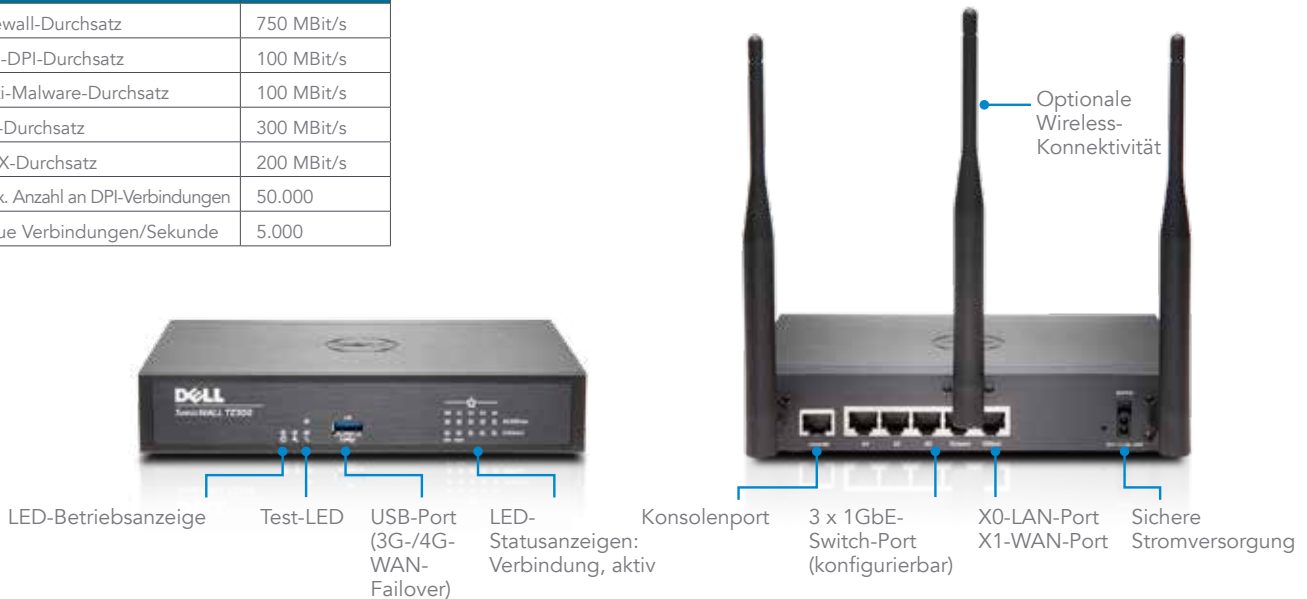 ewall-Durchsatz 750 MBit/s
-DPI-Durchsatz 100 MBit/s
i-Malware-Durchsatz 100 MBit/s
-Durchsatz 300 MBit/s
X-Durchsatz 200 MBit/s
. Anzahl an DPI-Verbindungen 50.000
ue Verbindungen/Sekunde 5.000
Optionale
Wireless-
Konnektivität
DELL
SonicWALL TZ300
LED-Betriebsanzeige
Test-LED
USB-Port
(3G-/4G-
WAN-
Failover)
LED-
Statusanzeigen:
Verbindung, aktiv
Konsolenport
3 x 1GbE-
Switch-Port
(konfigurierbar)
X0-LAN-Port
X1-WAN-Port
Sichere
Stromversorgung